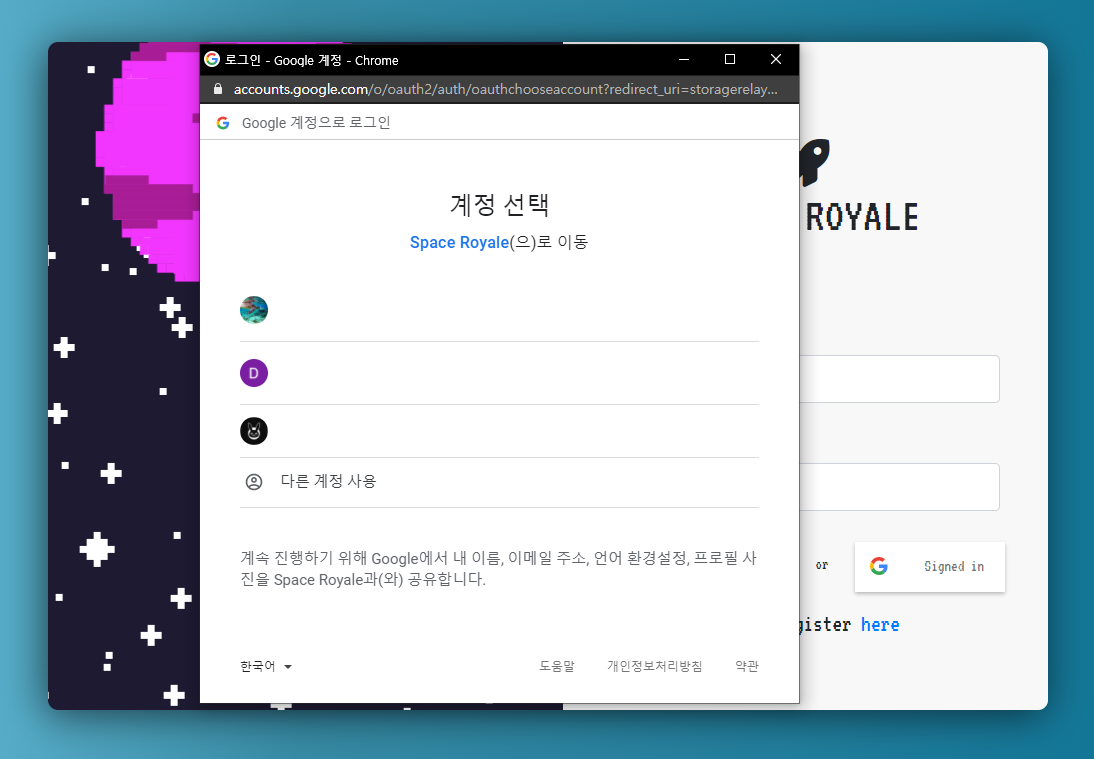 로그인 - Google 계정 - Chrome
accounts.google.com/o/oauth2/auth/oauthchooseaccount?redirect_uri=storagerelay...
Google 계정으로 로그인
계정 선택
Space Royale(으)로 이동
D
다른 계정 사용
계속 진행하기 위해 Google에서 내 이름, 이메일 주소, 언어 환경설정, 프로필 사
진을 Space Royale과(와) 공유합니다.
한국어
도움말 개인정보처리방침 약관
ROYALE
or
Signed in
gister here